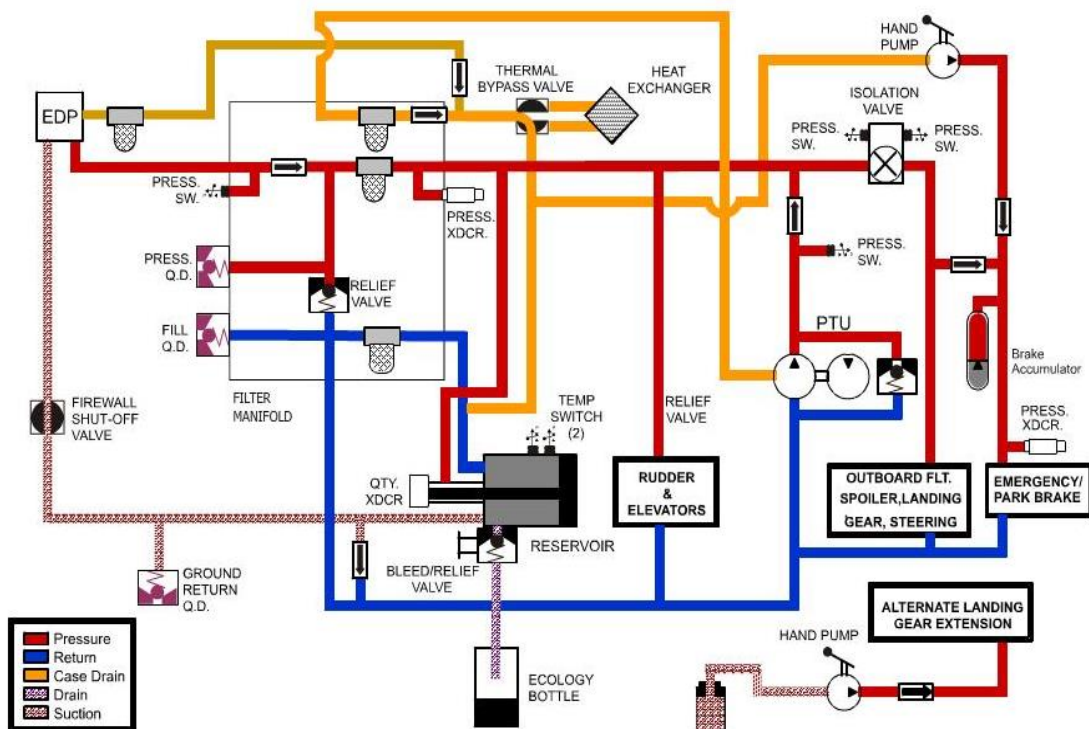 HAND
PUMP
THERMAL
BYPASS VALVE
HEAT
EXCHANGER
ISOLATION
VALVE
EDP
PRESS.
SW.
PRESS.
SW.
PRESS.
SW.
PRESS.
XDCR.
PRESS.
Q.D.
PRESS.
SW.
RELIEF
VALVE
PTU
FILL
Q.D.
Brake
Accumulator
FILTER
MANIFOLD
TEMP
SWITCH
(2)
RELIEF
VALVE
FIREWALL
SHUT-OFF
VALVE
PRESS.
XDCR.
QTY.
XDCR
RUDDER
&
ELEVATORS
OUTBOARD FLT.
SPOILER,LANDING
GEAR, STEERING
EMERGENCY/
PARK BRAKE
RESERVOIR
BLEED/RELIEF
VALVE
GROUND
RETURN
Q.D.
ALTERNATE LANDING
GEAR EXTENSION
HAND PUMP
Pressure
Return
Case Drain
Drain
Suction
ECOLOGY
BOTTLE